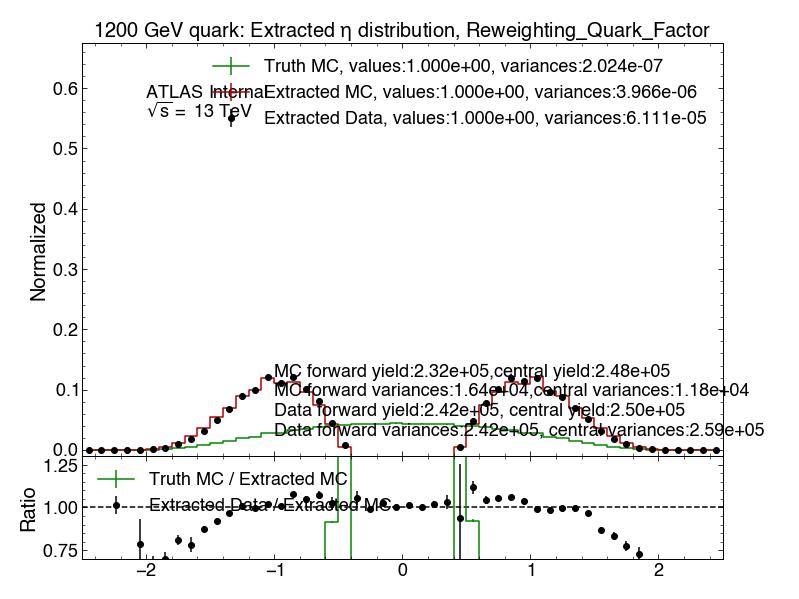 1200 GeV quark: Extracted η distribution, Reweighting_Quark_Factor
Truth MC, values:1.000e+00, variances:2.024e-07
ATLAS Internal
Extracted MC, values:1.000e+00, variances:3.966e-06
√s = 13 TeV
Extracted Data, values:1.000e+00, variances:6.111e-05
Normalized
0.6
0.5
0.4
0.3
0.2
0.1
0.0
MC forward yield:2.32e+05,central yield:2.48e+05
MC forward variances:1.64e+04,central variances:1.18e+04
Data forward yield:2.42e+05, central yield:2.50e+05
Data forward variances:2.42e+05, central variances:2.59e+05
Ratio
1.25
1.00
0.75
Truth MC / Extracted MC
Extracted Data / Extracted MC
−2 −1 0 1 2